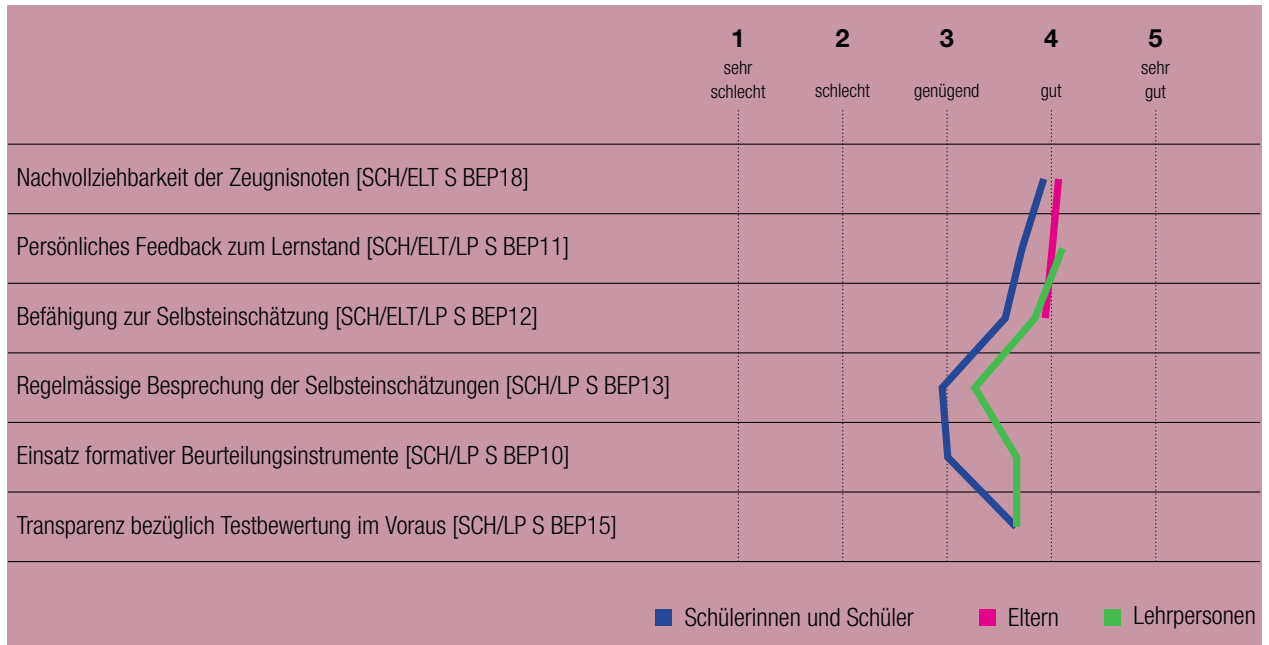 1 2 3 4 5
sehr schlecht schlecht genügend gut sehr gut
Nachvollziehbarkeit der Zeugnisnoten [SCH/ELT S BEP18]
Persönliches Feedback zum Lernstand [SCH/ELT/LP S BEP11]
Befähigung zur Selbsteinschätzung [SCH/ELT/LP S BEP12]
Regelmässige Besprechung der Selbsteinschätzungen [SCH/LP S BEP13]
Einsatz formativer Beurteilungsinstrumente [SCH/LP S BEP10]
Transparenz bezüglich Testbewertung im Voraus [SCH/LP S BEP15]
Schülerinnen und Schüler Eltern Lehrpersonen